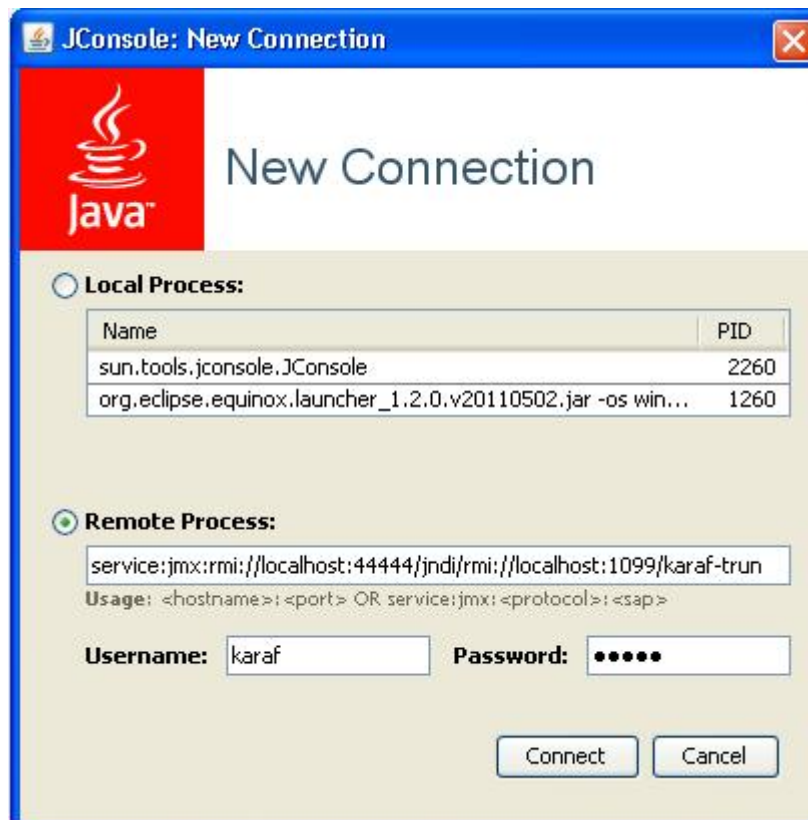 JConsole: New Connection
Java™
New Connection
Local Process:
Name PID
sun.tools.jconsole.JConsole 2260
org.eclipse.equinox.launcher_1.2.0.v20110502.jar -os win... 1260
Remote Process:
service:jmx:rmi://localhost:44444/jndi/rmi://localhost:1099/karaf-trun
Usage: <hostname>:<port> OR service:jmx:<protocol>:<sap>
Username: karaf Password: •••••
Connect Cancel